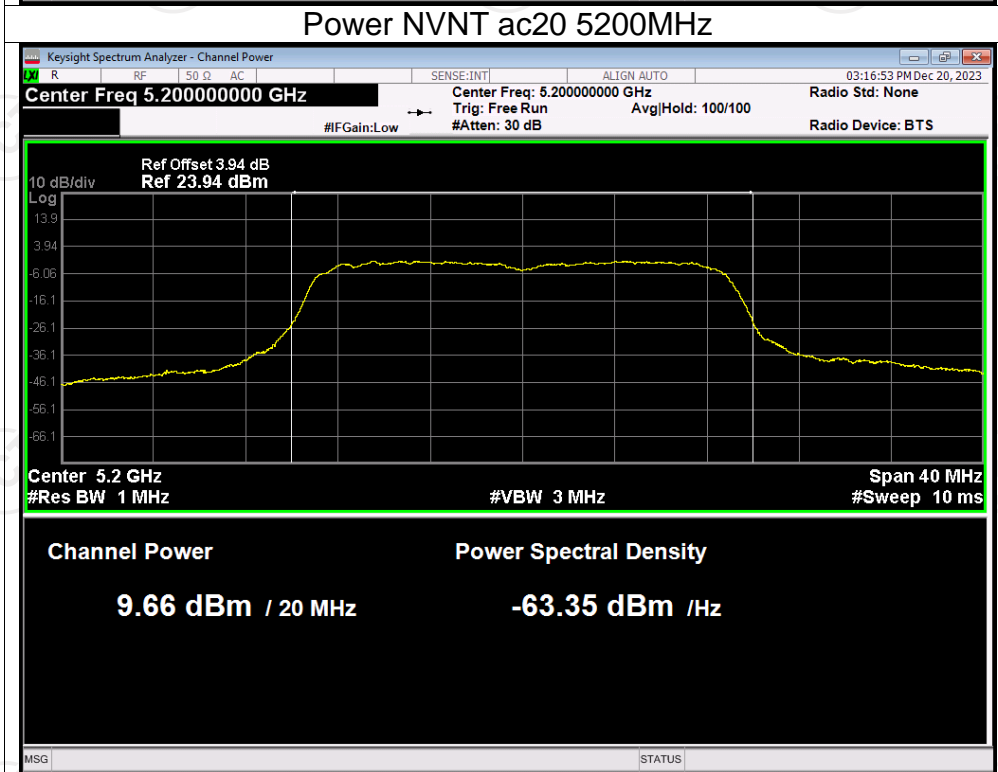 Power NVNT ac20 5200MHz
Keysight Spectrum Analyzer - Channel Power
LXI R RF 50 Ω AC SENSE:INT ALIGN AUTO 03:16:53 PM Dec 20, 2023
Center Freq 5.200000000 GHz Center Freq: 5.200000000 GHz Radio Std: None
Trig: Free Run Avg|Hold: 100/100
#IFGain:Low #Atten: 30 dB Radio Device: BTS
Ref Offset 3.94 dB
10 dB/div Ref 23.94 dBm
Log
13.9
3.94
-6.06
-16.1
-26.1
-36.1
-46.1
-56.1
-66.1
Center 5.2 GHz Span 40 MHz
#Res BW 1 MHz #VBW 3 MHz #Sweep 10 ms
Channel Power Power Spectral Density
9.66 dBm / 20 MHz -63.35 dBm /Hz
MSG STATUS